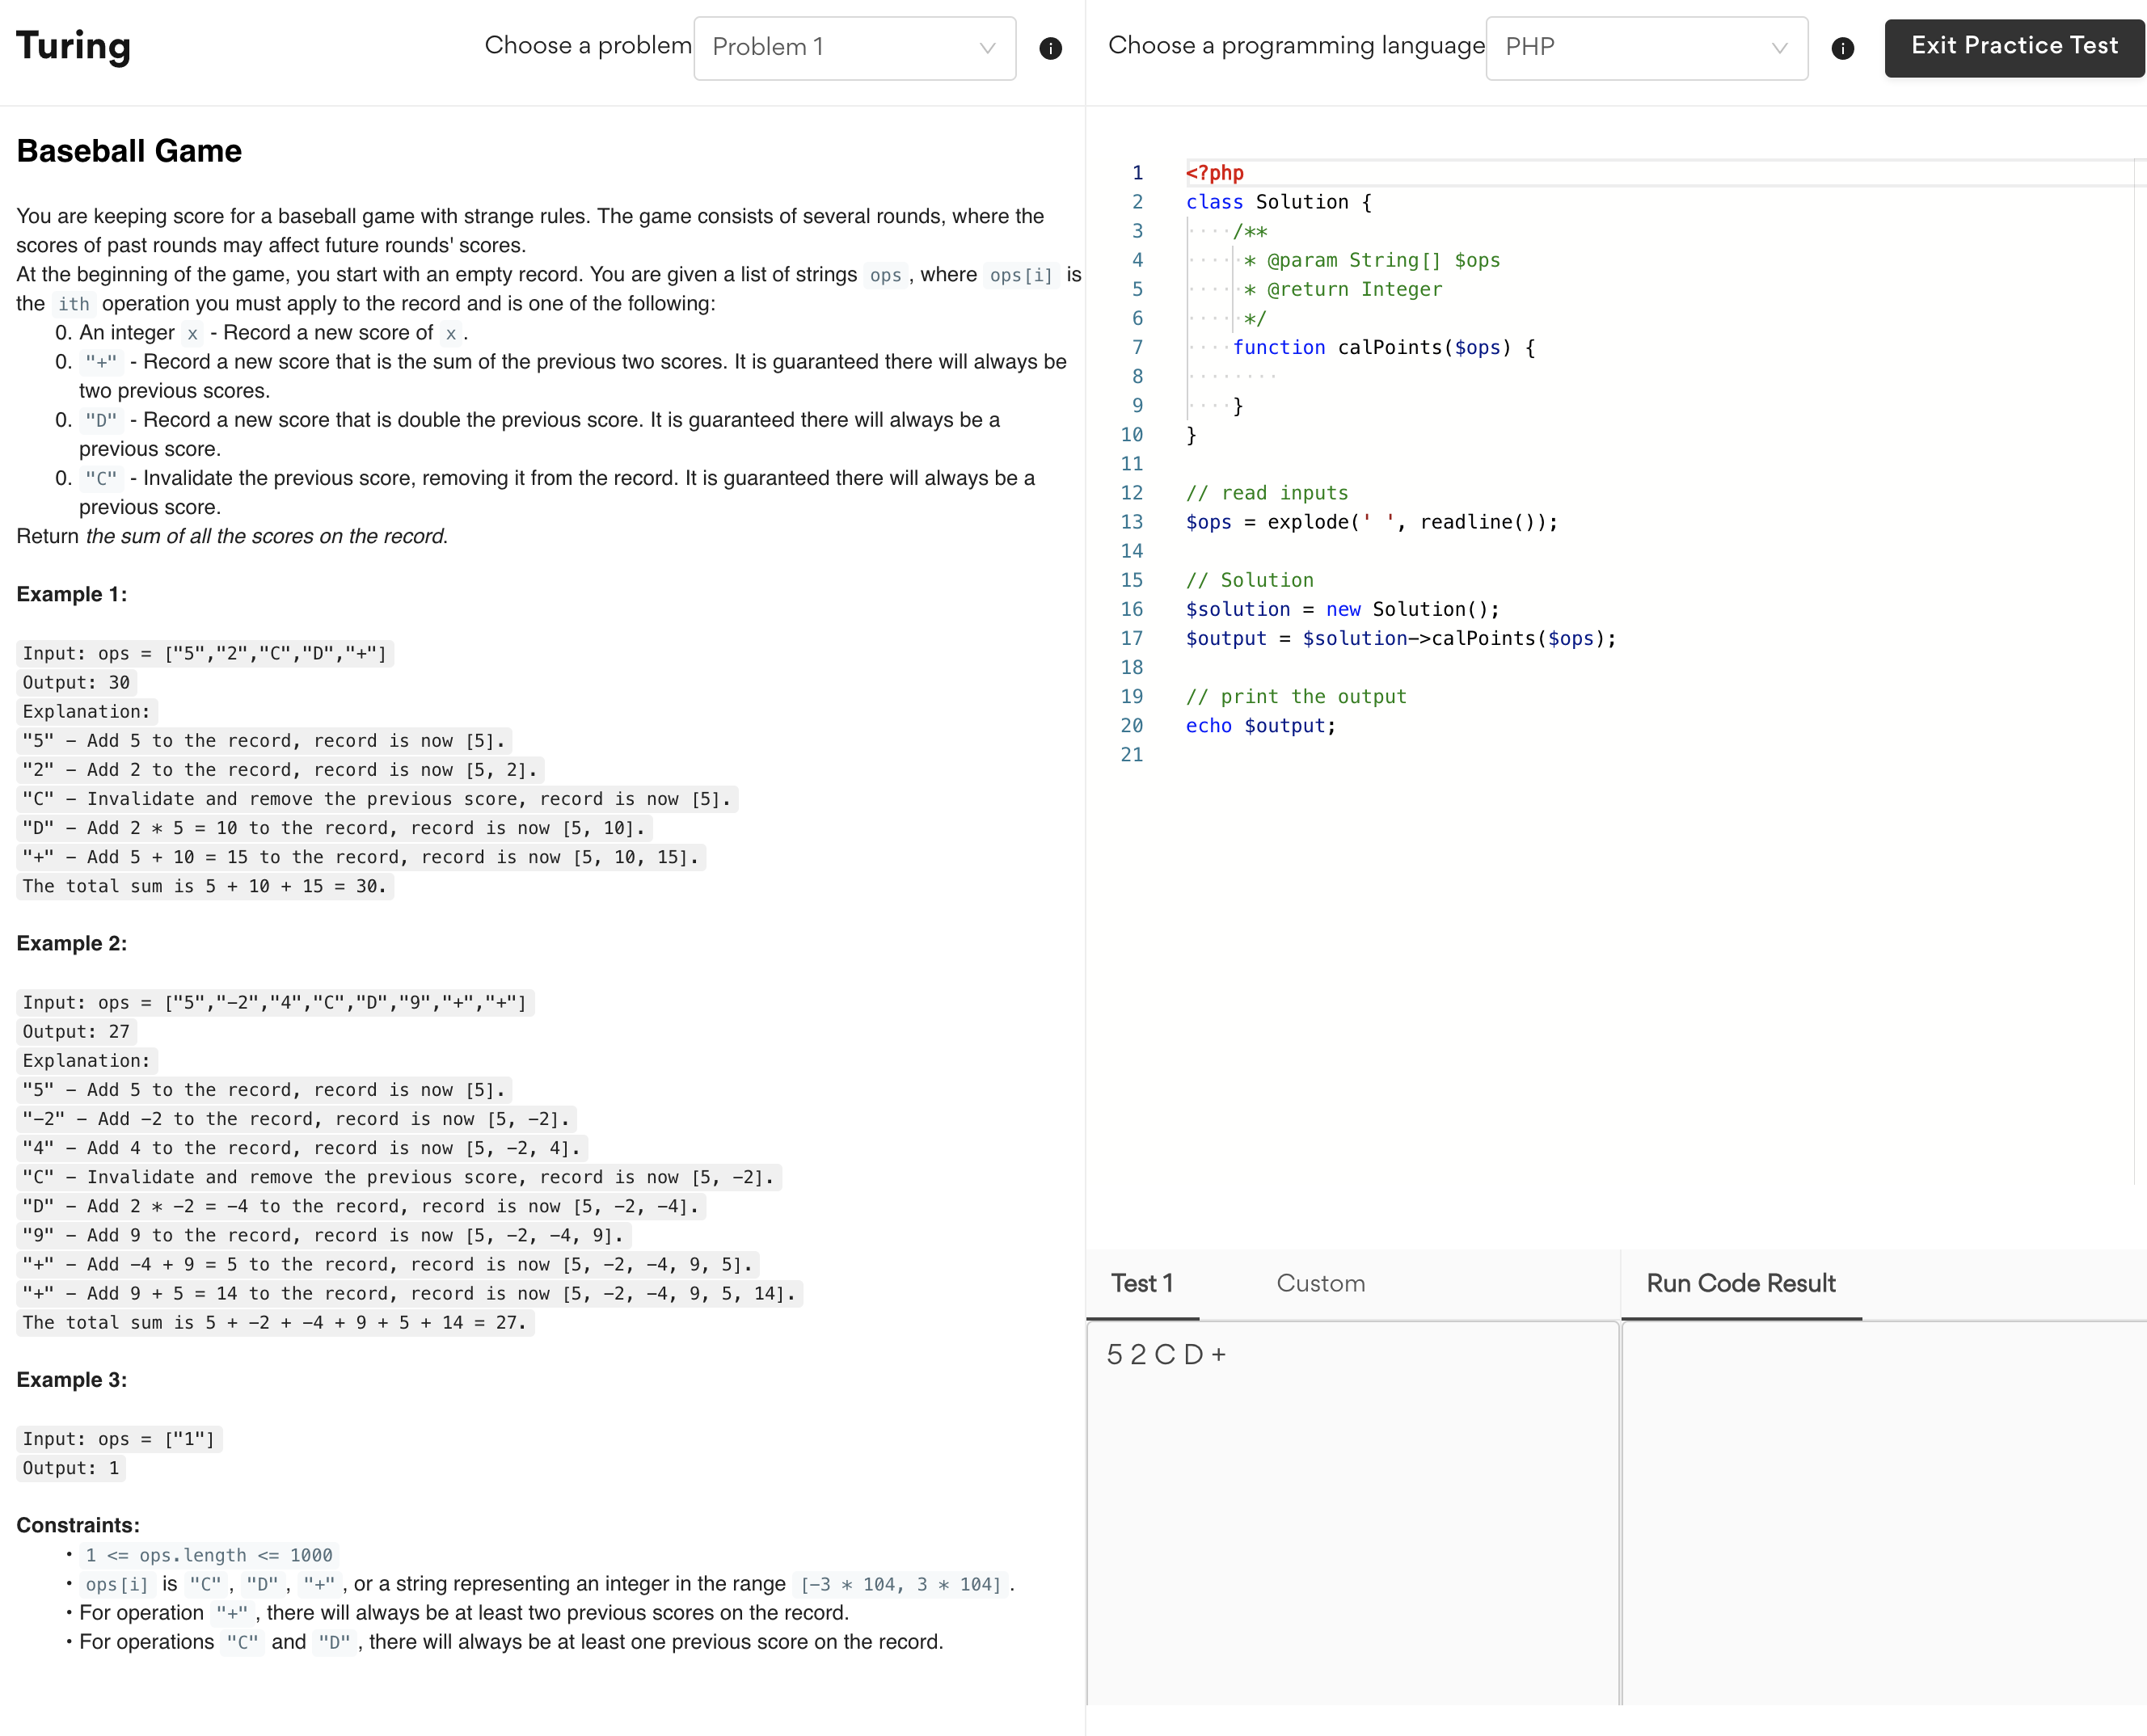 Turing
Choose a problem Problem 1
Choose a programming language PHP
Exit Practice Test
Baseball Game
You are keeping score for a baseball game with strange rules. The game consists of several rounds, where the
scores of past rounds may affect future rounds' scores.
At the beginning of the game, you start with an empty record. You are given a list of strings ops, where ops[i] is
the ith operation you must apply to the record and is one of the following:
0. An integer x - Record a new score of x.
0. "+" - Record a new score that is the sum of the previous two scores. It is guaranteed there will always be
two previous scores.
0. "D" - Record a new score that is double the previous score. It is guaranteed there will always be a
previous score.
0. "C" - Invalidate the previous score, removing it from the record. It is guaranteed there will always be a
previous score.
Return the sum of all the scores on the record.
Example 1:
Input: ops = ["5","2","C","D","+"]
Output: 30
Explanation:
"5" - Add 5 to the record, record is now [5].
"2" - Add 2 to the record, record is now [5, 2].
"C" - Invalidate and remove the previous score, record is now [5].
"D" - Add 2 * 5 = 10 to the record, record is now [5, 10].
"+" - Add 5 + 10 = 15 to the record, record is now [5, 10, 15].
The total sum is 5 + 10 + 15 = 30.
Example 2:
Input: ops = ["5","-2","4","C","D","9","+","+"]
Output: 27
Explanation:
"5" - Add 5 to the record, record is now [5].
"-2" - Add -2 to the record, record is now [5, -2].
"4" - Add 4 to the record, record is now [5, -2, 4].
"C" - Invalidate and remove the previous score, record is now [5, -2].
"D" - Add 2 * -2 = -4 to the record, record is now [5, -2, -4].
"9" - Add 9 to the record, record is now [5, -2, -4, 9].
"+" - Add -4 + 9 = 5 to the record, record is now [5, -2, -4, 9, 5].
"+" - Add 9 + 5 = 14 to the record, record is now [5, -2, -4, 9, 5, 14].
The total sum is 5 + -2 + -4 + 9 + 5 + 14 = 27.
Example 3:
Input: ops = ["1"]
Output: 1
Constraints:
• 1 <= ops.length <= 1000
• ops[i] is "C", "D", "+", or a string representing an integer in the range [-3 * 104, 3 * 104].
• For operation "+", there will always be at least two previous scores on the record.
• For operations "C" and "D", there will always be at least one previous score on the record.
1 <?php
2 class Solution {
3 /**
4 * @param String[] $ops
5 * @return Integer
6 */
7 function calPoints($ops) {
8
9 }
10 }
11
12 // read inputs
13 $ops = explode(' ', readline());
14
15 // Solution
16 $solution = new Solution();
17 $output = $solution->calPoints($ops);
18
19 // print the output
20 echo $output;
21
Test 1 Custom
Run Code Result
5 2 C D +